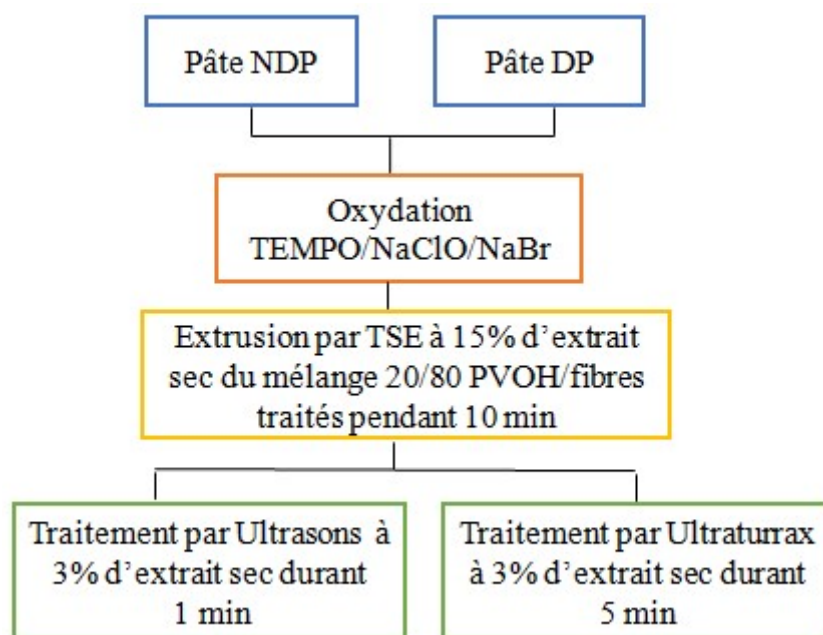 Pâte NDP
Pâte DP
Oxydation
TEMPO/NaClO/NaBr
Extrusion par TSE à 15% d’extrait
sec du mélange 20/80 PVOH/fibres
traités pendant 10 min
Traitement par Ultrasons à
3% d’extrait sec durant
1 min
Traitement par Ultraturrax
à 3% d’extrait sec durant
5 min